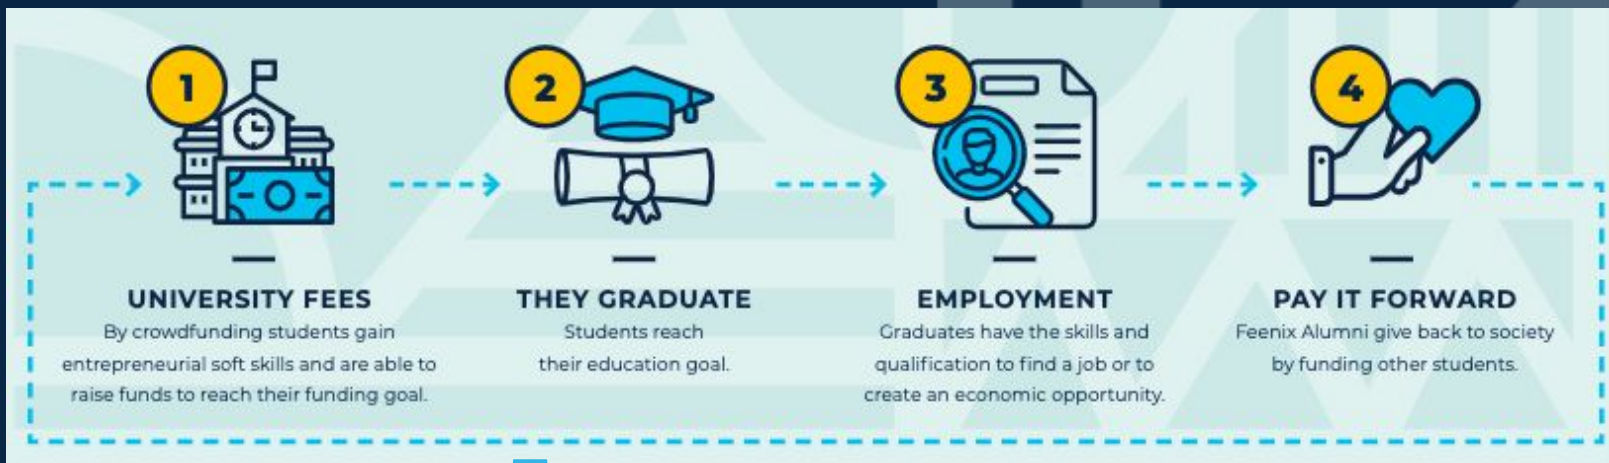 1
UNIVERSITY FEES
By crowdfunding students gain
entrepreneurial soft skills and are able to
raise funds to reach their funding goal.
2
THEY GRADUATE
Students reach
their education goal.
3
EMPLOYMENT
Graduates have the skills and
qualification to find a job or to
create an economic opportunity.
4
PAY IT FORWARD
Feenix Alumni give back to society
by funding other students.